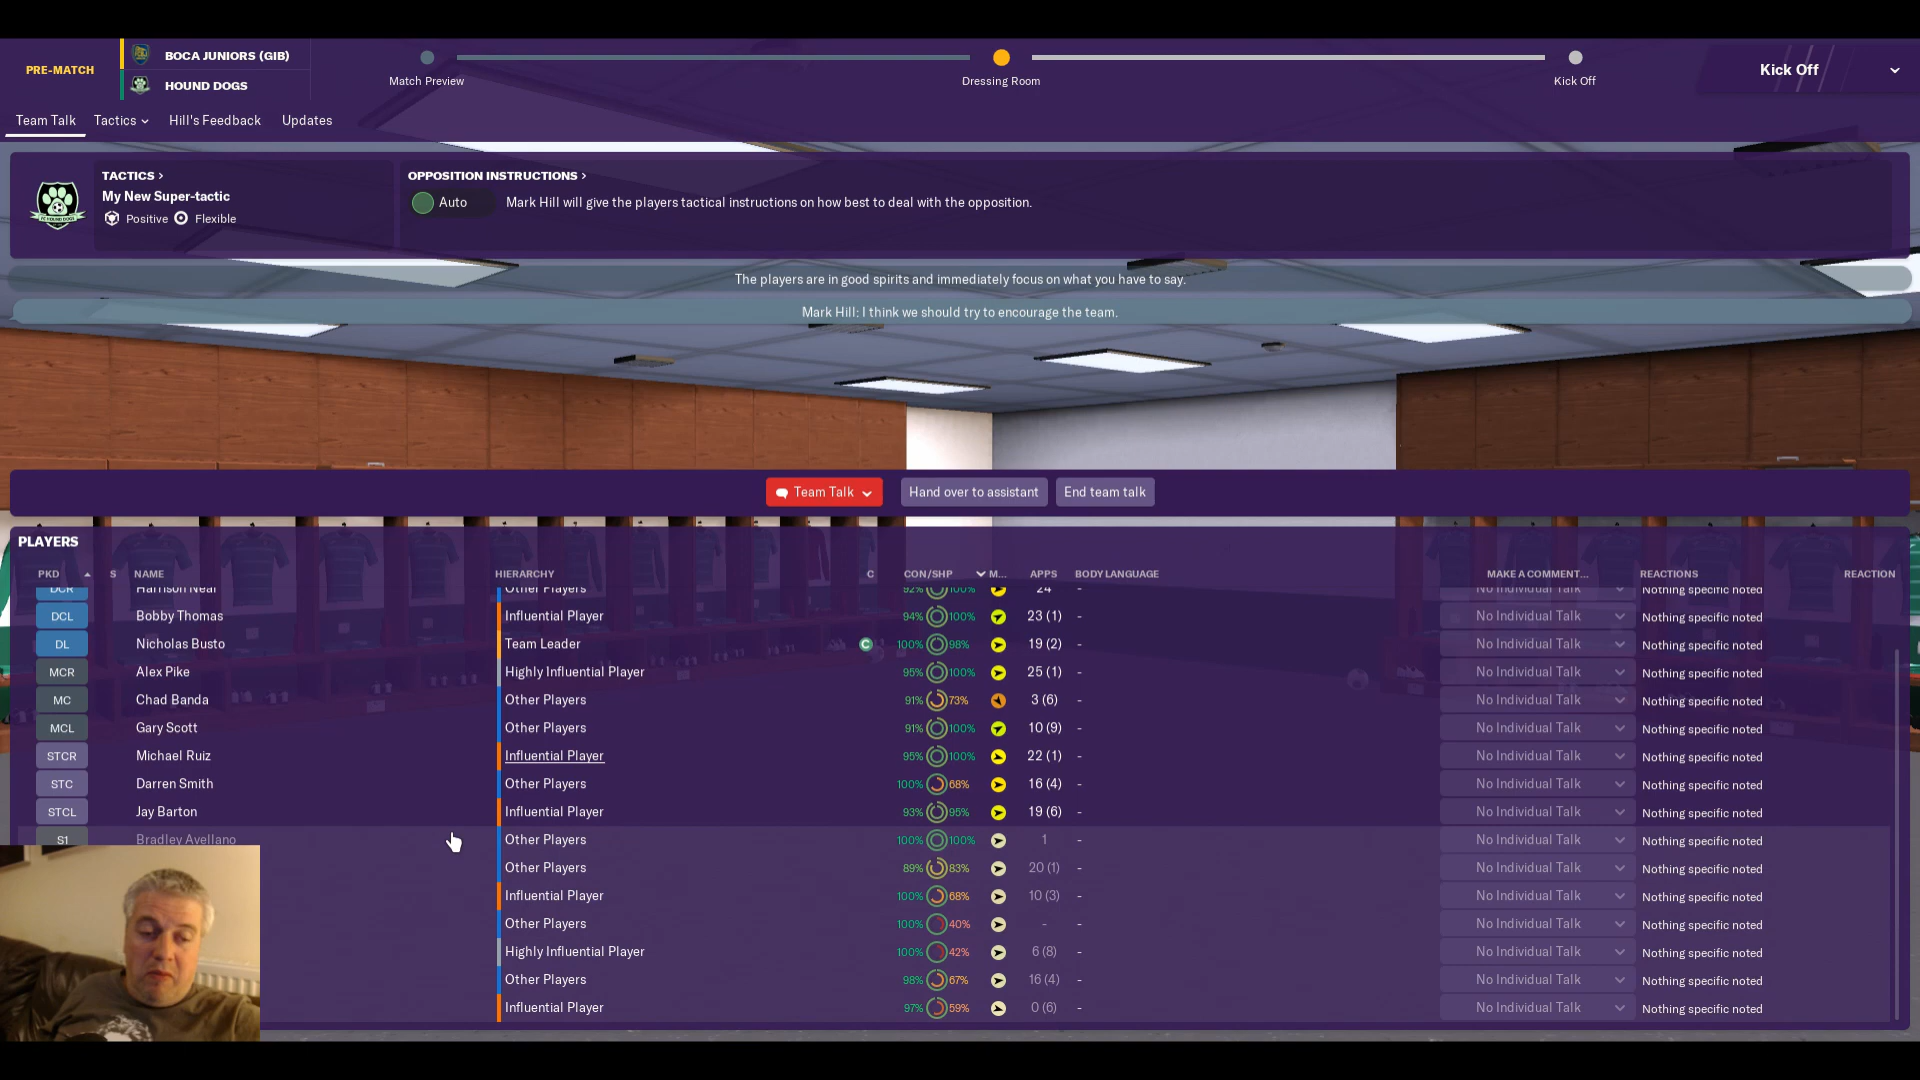 PRE-MATCH
BOCA JUNIORS (GIB)
HOUND DOGS
Match Preview
Dressing Room
Kick Off
Kick Off
Team Talk Tactics Hill's Feedback Updates
TACTICS >
My New Super-tactic
Positive Flexible
OPPOSITION INSTRUCTIONS >
Auto Mark Hill will give the players tactical instructions on how best to deal with the opposition.
The players are in good spirits and immediately focus on what you have to say.
Mark Hill: I think we should try to encourage the team.
Team Talk Hand over to assistant End team talk
PLAYERS
PKD S NAME HIERARCHY C CON/SHP M... APPS BODY LANGUAGE MAKE A COMMENT... REACTIONS REACTION
DCR Harrison Neal Other Players 92% 100% 24 - No Individual Talk Nothing specific noted
DCL Bobby Thomas Influential Player 94% 100% 23 (1) - No Individual Talk Nothing specific noted
DL Nicholas Busto Team Leader C 100% 98% 19 (2) - No Individual Talk Nothing specific noted
MCR Alex Pike Highly Influential Player 95% 100% 25 (1) - No Individual Talk Nothing specific noted
MC Chad Banda Other Players 91% 73% 3 (6) - No Individual Talk Nothing specific noted
MCL Gary Scott Other Players 91% 100% 10 (9) - No Individual Talk Nothing specific noted
STCR Michael Ruiz Influential Player 95% 100% 22 (1) - No Individual Talk Nothing specific noted
STC Darren Smith Other Players 100% 68% 16 (4) - No Individual Talk Nothing specific noted
STCL Jay Barton Influential Player 93% 95% 19 (6) - No Individual Talk Nothing specific noted
S1 Bradley Avellano Other Players 100% 100% 1 - No Individual Talk Nothing specific noted
Other Players 89% 83% 20 (1) - No Individual Talk Nothing specific noted
Influential Player 100% 68% 10 (3) - No Individual Talk Nothing specific noted
Other Players 100% 40% - - No Individual Talk Nothing specific noted
Highly Influential Player 100% 42% 6 (8) - No Individual Talk Nothing specific noted
Other Players 98% 67% 16 (4) - No Individual Talk Nothing specific noted
Influential Player 97% 59% 0 (6) - No Individual Talk Nothing specific noted